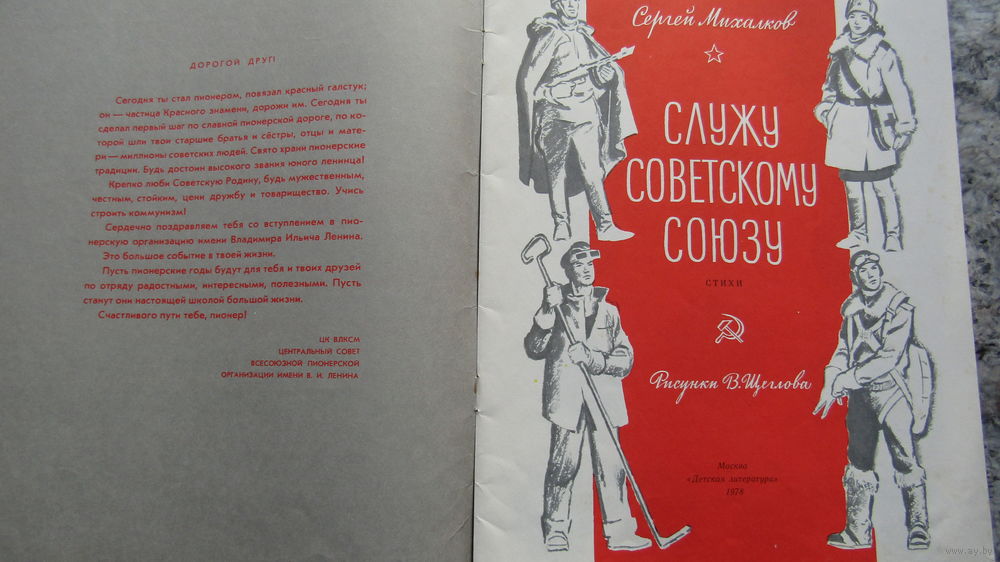 ДОРОГОЙ ДРУГ!
Сегодня ты стал пионером, повязал красный галстук;
он — частица Красного знамени, дорожи им. Сегодня ты
сделал первый шаг по славной пионерской дороге, по ко-
торой шли твои старшие братья и сёстры, отцы и мате-
ри — миллионы советских людей. Свято храни пионерские
традиции. Будь достоин высокого звания юного ленинца!
Крепко люби Советскую Родину, будь мужественным,
честным, стойким, цени дружбу и товарищество. Учись
строить коммунизм!
Сердечно поздравляем тебя со вступлением в пио-
нерскую организацию имени Владимира Ильича Ленина.
Это большое событие в твоей жизни.
Пусть пионерские годы будут для тебя и твоих друзей
по отряду радостными, интересными, полезными. Пусть
станут они настоящей школой большой жизни.
Счастливого пути тебе, пионер!
ЦК ВЛКСМ
ЦЕНТРАЛЬНЫЙ СОВЕТ
ВСЕСОЮЗНОЙ ПИОНЕРСКОЙ
ОРГАНИЗАЦИИ ИМЕНИ В. И. ЛЕНИНА
Сергей Михалков
СЛУЖУ
СОВЕТСКОМУ
СОЮЗУ
СТИХИ
Рисунки В. Щеглова
Москва
«Детская литература»
1978
www.ay.by